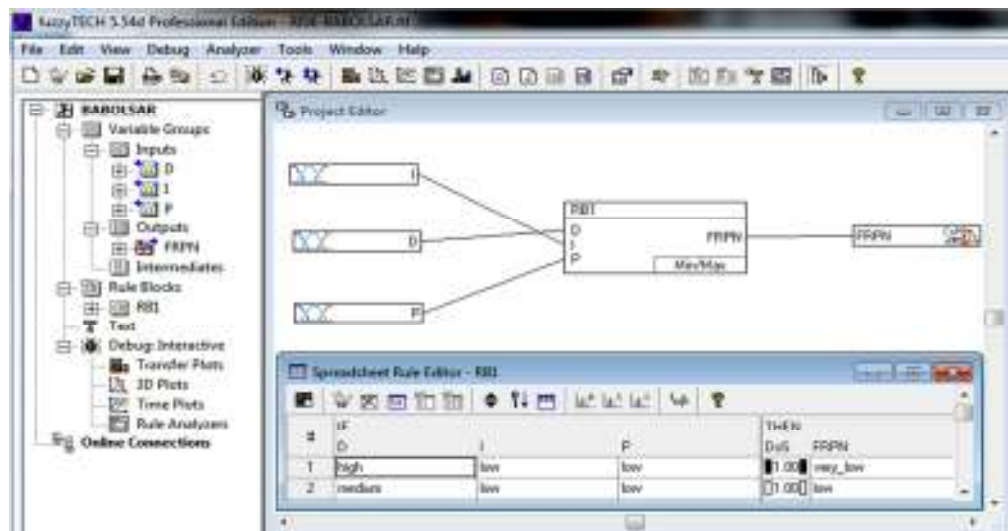 fuzzyTECH 5.54d Professional Edition - RISK-BABOLSAR.ftl
File Edit View Debug Analyzer Tools Window Help
BABOLSAR
Variable Groups
Inputs
D
I
P
Outputs
FRPN
Intermediates
Rule Blocks
RB1
Text
Debug: Interactive
Transfer Plots
3D Plots
Time Plots
Rule Analyzers
Online Connections
Project Editor
I
D
P
RB1
D
I
P
FRPN
Min/Max
FRPN
Spreadsheet Rule Editor - RB1
# IF THEN
D I P DoS FRPN
1 high low low 1.00 very_low
2 medium low low 1.00 low